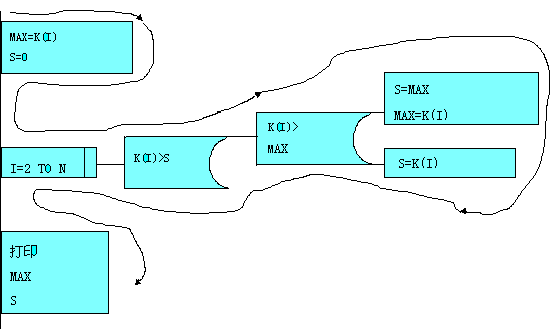 MAX=K(I)
S=0
I=2 TO N
K(I)>S
K(I)>
MAX
S=MAX
MAX=K(I)
S=K(I)
打印
MAX
S